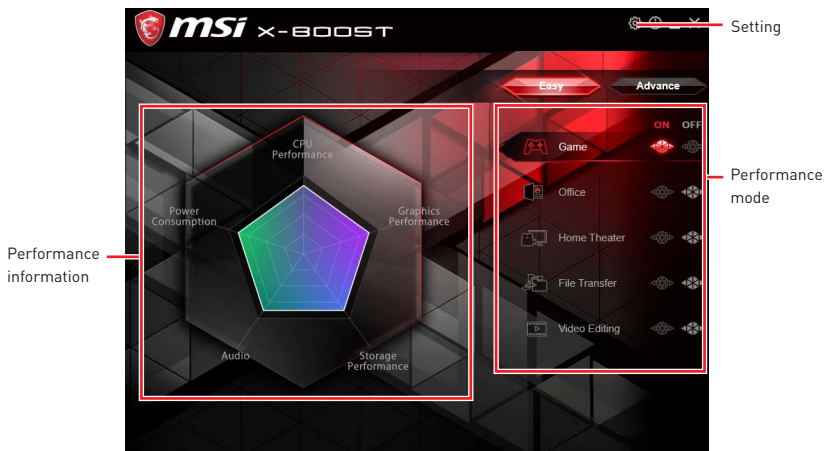 msi X-BOOST
Setting
Easy
Advance
ON OFF
Game
Office
Home Theater
File Transfer
Video Editing
Performance
mode
CPU
Performance
Power
Consumption
Graphics
Performance
Audio
Storage
Performance
Performance
information